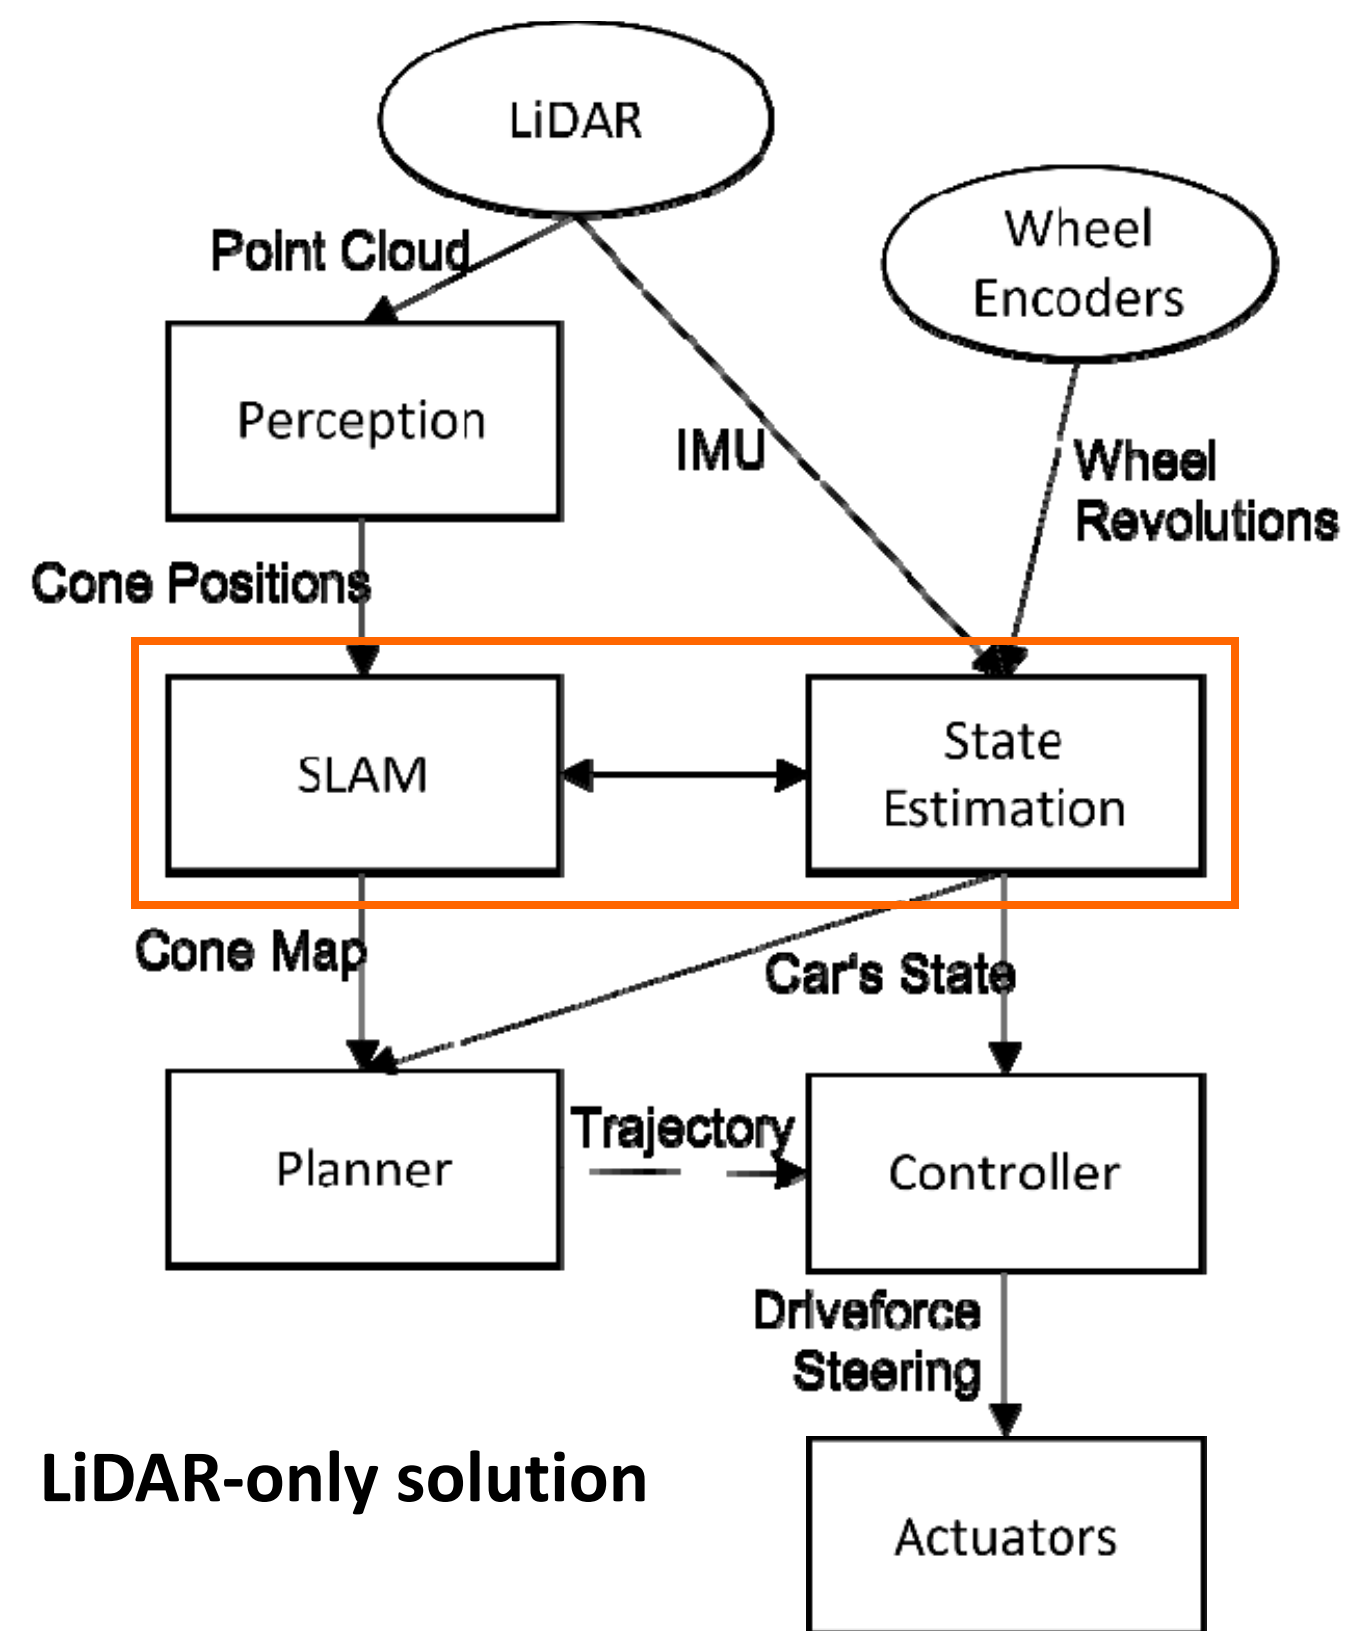 LiDAR
Wheel
Encoders
Point Cloud
Perception
IMU
Wheel
Revolutions
Cone Positions
SLAM
State
Estimation
Cone Map
Car's State
Planner
Trajectory
Controller
Driveforce
Steering
LiDAR-only solution
Actuators